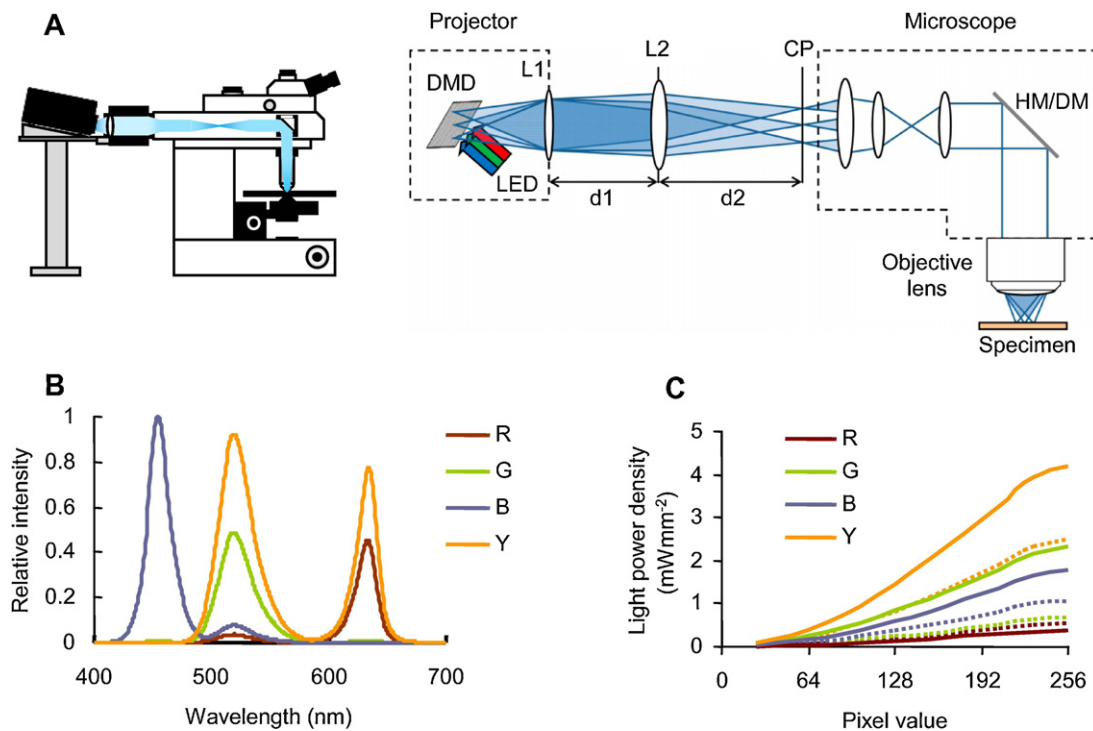 A
Projector
Microscope
L1
L2
CP
DMD
HM/DM
LED
d1
d2
Objective
lens
Specimen
B
Relative intensity
1
0.8
0.6
0.4
0.2
0
400
500
600
700
Wavelength (nm)
R
G
B
Y
C
Light power density
(mWmm-2)
5
4
3
2
1
0
0
64
128
192
256
Pixel value
R
G
B
Y